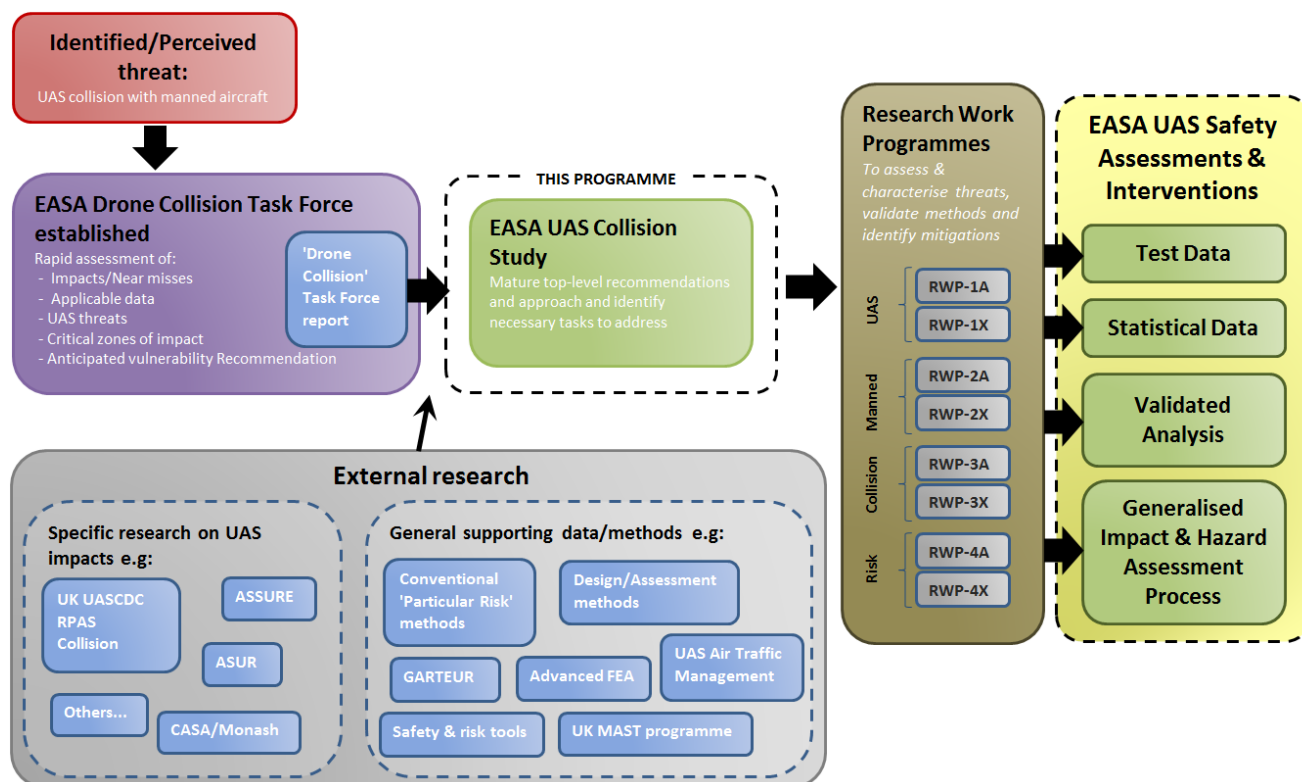 Identified/Perceived
threat:
UAS collision with manned aircraft
EASA Drone Collision Task Force
established
Rapid assessment of:
- Impacts/Near misses
- Applicable data
- UAS threats
- Critical zones of impact
- Anticipated vulnerability Recommendation
'Drone
Collision'
Task Force
report
THIS PROGRAMME
EASA UAS Collision
Study
Mature top-level recommendations
and approach and identify
necessary tasks to address
Research Work
Programmes
To assess &
characterise threats,
validate methods and
identify mitigations
UAS
RWP-1A
RWP-1X
Manned
RWP-2A
RWP-2X
Collision
RWP-3A
RWP-3X
Risk
RWP-4A
RWP-4X
EASA UAS Safety
Assessments &
Interventions
Test Data
Statistical Data
Validated
Analysis
Generalised
Impact & Hazard
Assessment
Process
External research
Specific research on UAS
impacts e.g:
UK UASCDC
RPAS
Collision
ASSURE
ASUR
Others...
CASA/Monash
General supporting data/methods e.g:
Conventional
'Particular Risk'
methods
Design/Assessment
methods
GARTEUR
Advanced FEA
UAS Air Traffic
Management
Safety & risk tools
UK MAST programme